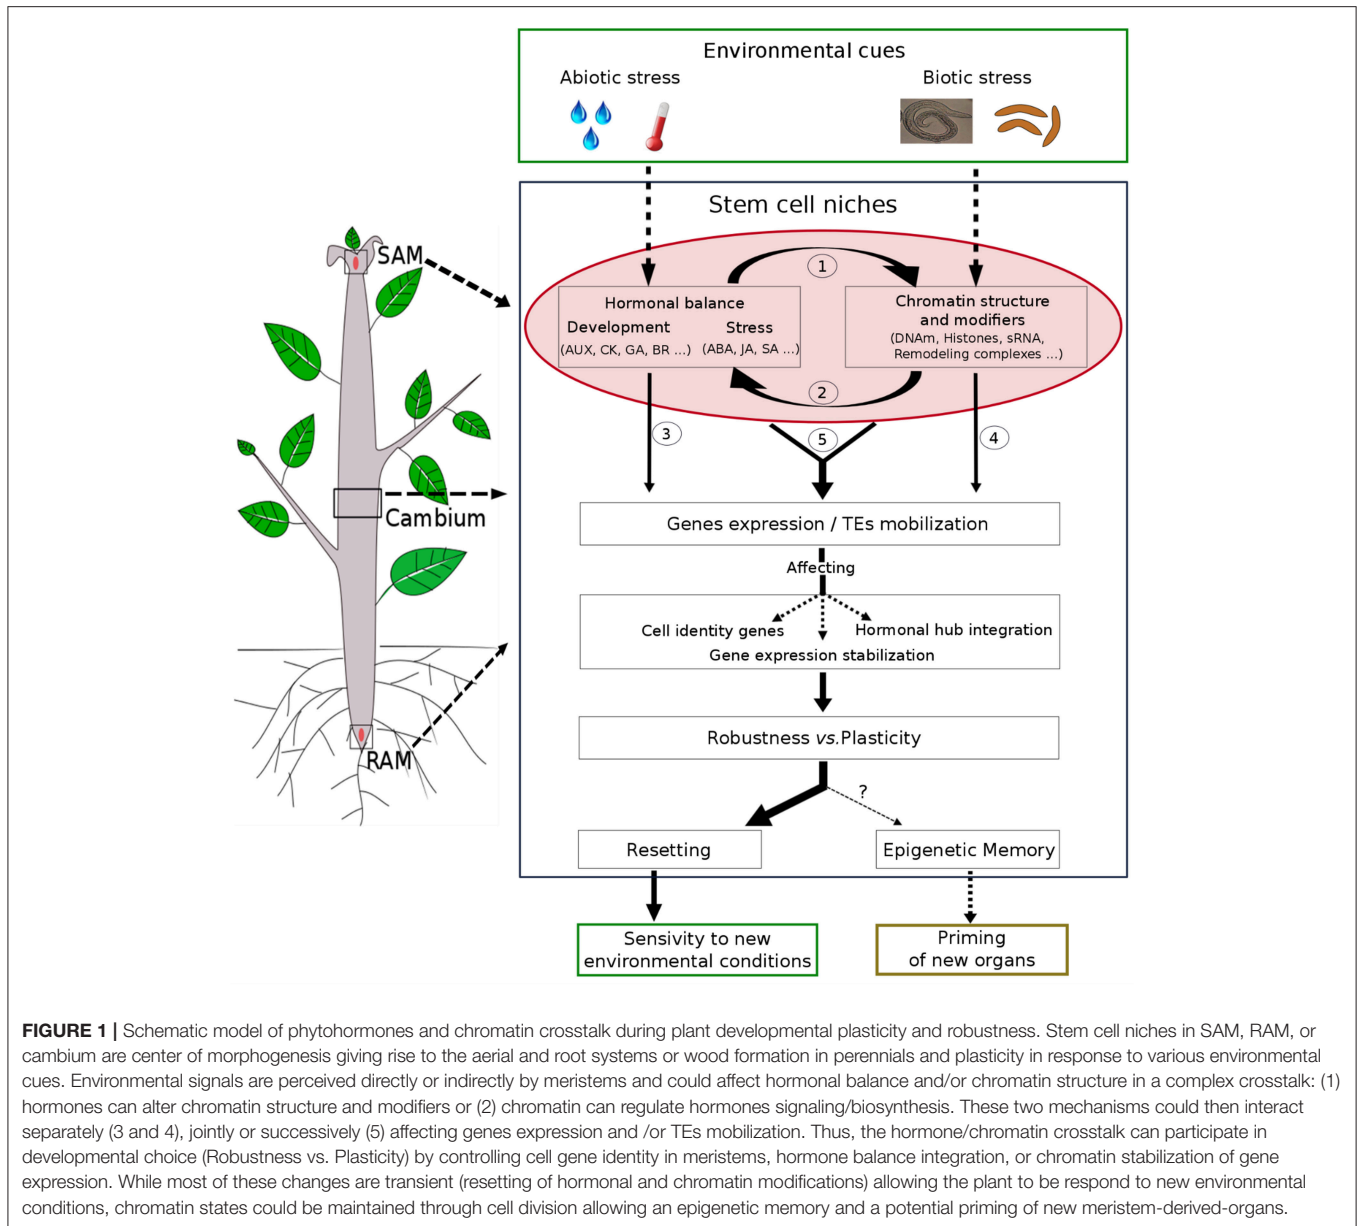 Environmental cues
Abiotic stress
Biotic stress
Stem cell niches
SAM
1
Hormonal balance
Development
Stress
(AUX, CK, GA, BR ...)
(ABA, JA, SA ...)
Chromatin structure
and modifiers
(DNAm, Histones, sRNA,
Remodeling complexes ...)
2
3
5
4
Cambium
Genes expression / TEs mobilization
Affecting
Cell identity genes
Hormonal hub integration
Gene expression stabilization
RAM
Robustness vs.Plasticity
?
Resetting
Epigenetic Memory
Sensivity to new
environmental conditions
Priming
of new organs
FIGURE 1 | Schematic model of phytohormones and chromatin crosstalk during plant developmental plasticity and robustness. Stem cell niches in SAM, RAM, or
cambium are center of morphogenesis giving rise to the aerial and root systems or wood formation in perennials and plasticity in response to various environmental
cues. Environmental signals are perceived directly or indirectly by meristems and could affect hormonal balance and/or chromatin structure in a complex crosstalk: (1)
hormones can alter chromatin structure and modifiers or (2) chromatin can regulate hormones signaling/biosynthesis. These two mechanisms could then interact
separately (3 and 4), jointly or successively (5) affecting genes expression and /or TEs mobilization. Thus, the hormone/chromatin crosstalk can participate in
developmental choice (Robustness vs. Plasticity) by controlling cell gene identity in meristems, hormone balance integration, or chromatin stabilization of gene
expression. While most of these changes are transient (resetting of hormonal and chromatin modifications) allowing the plant to be respond to new environmental
conditions, chromatin states could be maintained through cell division allowing an epigenetic memory and a potential priming of new meristem-derived-organs.